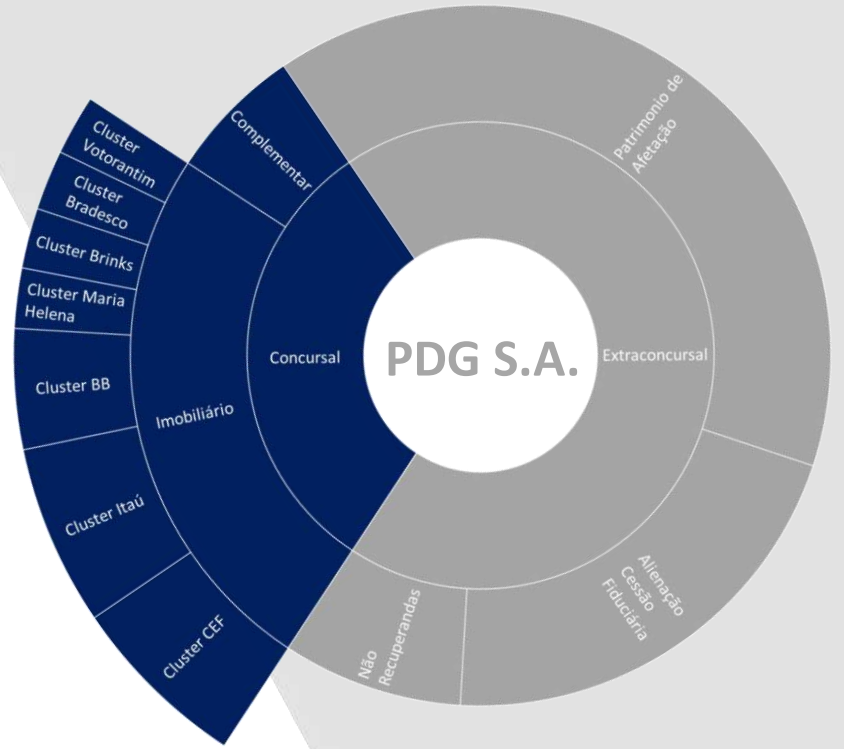 PDG S.A.
Concursal
Extraconcursal
Complementar
Imobiliário
Cluster
Votorantim
Cluster
Bradesco
Cluster Brinks
Cluster Maria
Helena
Cluster BB
Cluster Itaú
Cluster CEF
Patrimonio de
Afetação
Alienação
Cessão
Fiduciária
Não
Recuperandas